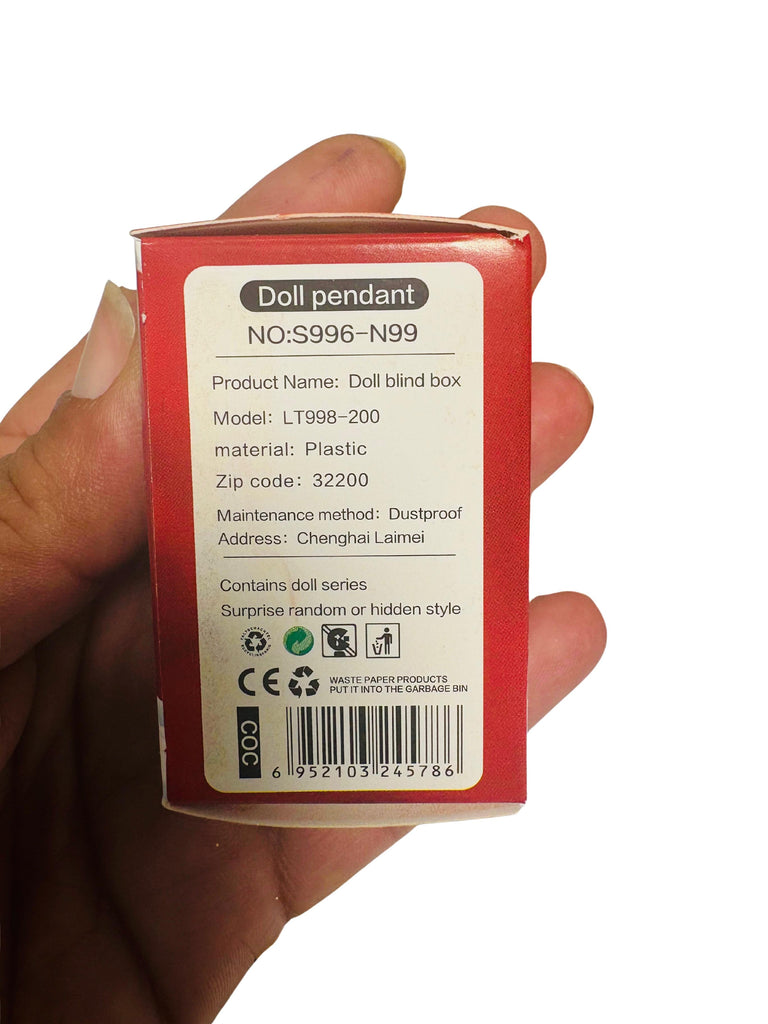 Doll pendant
NO:S996-N99
Product Name: Doll blind box
Model: LT998-200
material: Plastic
Zip code: 32200
Maintenance method: Dustproof
Address: Chenghai Laimei
Contains doll series
Surprise random or hidden style
CE
WASTE PAPER PRODUCTS
PUT IT INTO THE GARBAGE BIN
COC
6 952103 245786